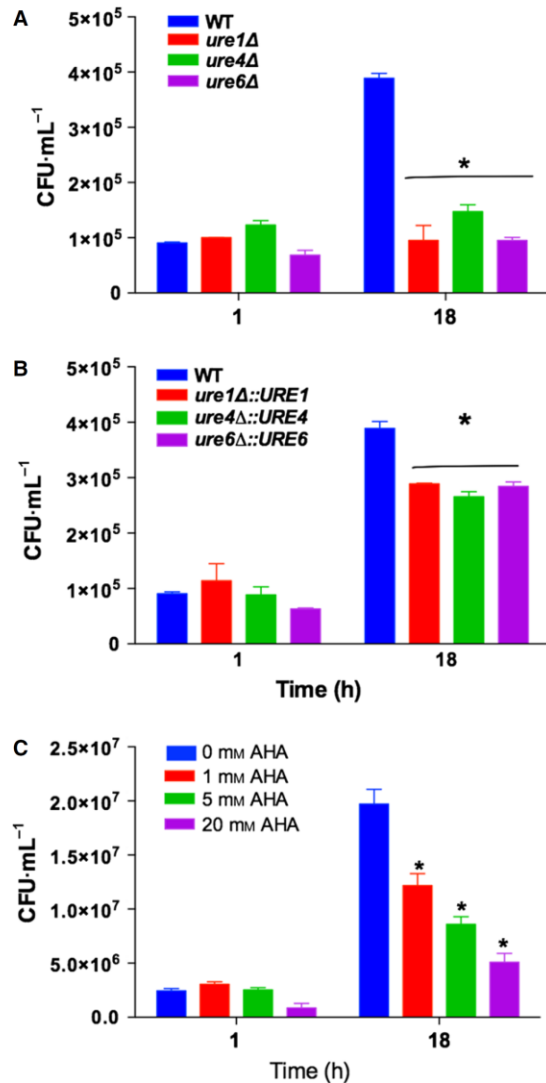 A
WT
ure1Δ
ure4Δ
ure6Δ
5×10⁵
4×10⁵
3×10⁵
2×10⁵
1×10⁵
0
CFU·mL⁻¹
*
1 18
B
WT
ure1Δ::URE1
ure4Δ::URE4
ure6Δ::URE6
5×10⁵
4×10⁵
3×10⁵
2×10⁵
1×10⁵
0
CFU·mL⁻¹
*
1 18
Time (h)
C
0 mM AHA
1 mM AHA
5 mM AHA
20 mM AHA
2.5×10⁷
2.0×10⁷
1.5×10⁷
1.0×10⁷
5.0×10⁶
0.0
CFU·mL⁻¹
*
*
*
1 18
Time (h)